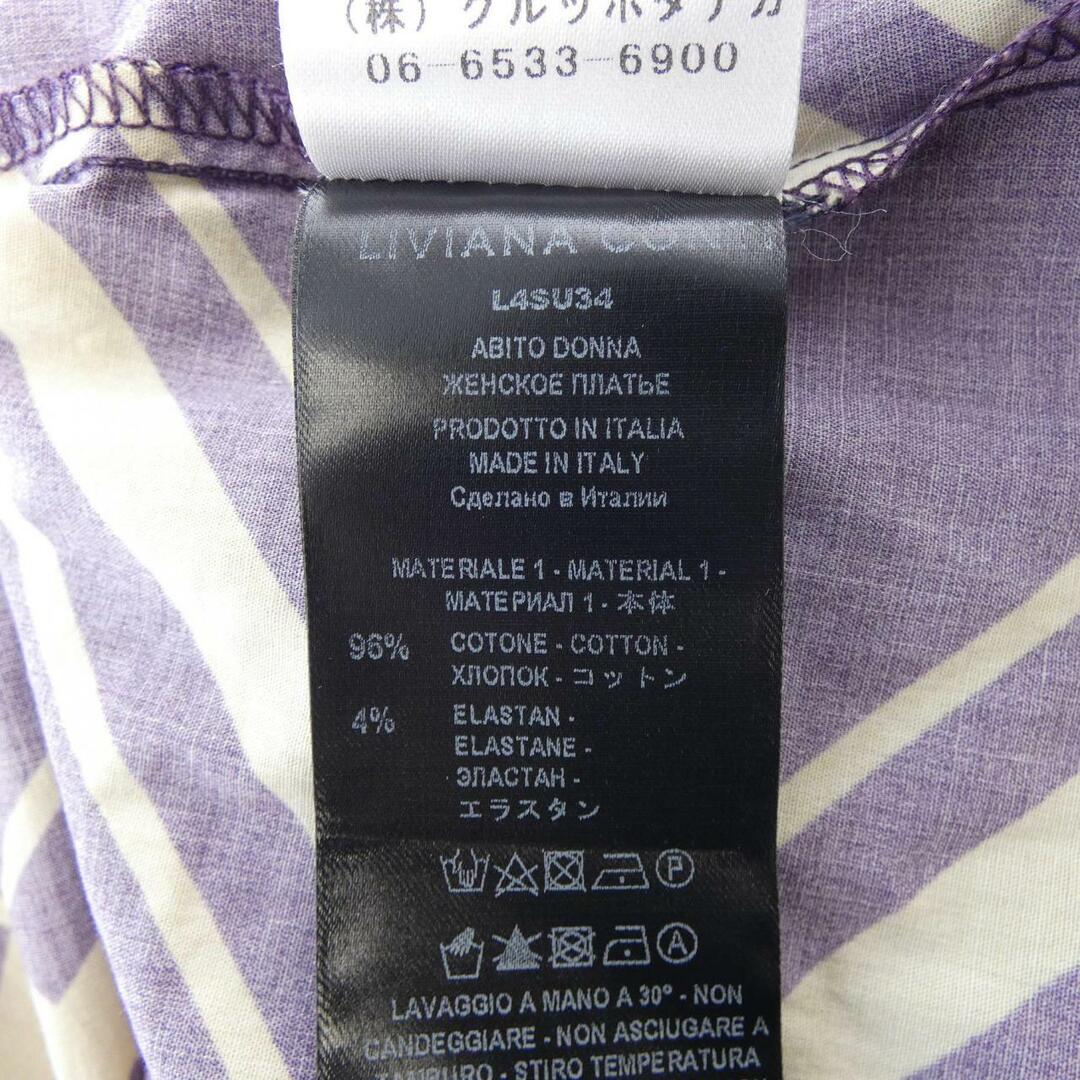 (株)クルツボタナカ
06-6533-6900
LIVIANA CONTI
L4SU34
ABITO DONNA
ЖЕНСКОЕ ПЛАТЬЕ
PRODOTTO IN ITALIA
MADE IN ITALY
Сделано в Италии
MATERIALE 1 - MATERIAL 1 -
МАТЕРИАЛ 1 - 本体
96% COTONE - COTTON -
ХЛОПОК - コットン
4% ELASTAN -
ELASTANE -
ЭЛАСТАН -
エラスタン
P
A
LAVAGGIO A MANO A 30° - NON
CANDEGGIARE - NON ASCIUGARE A
TAMBURO - STIRO TEMPERATURA